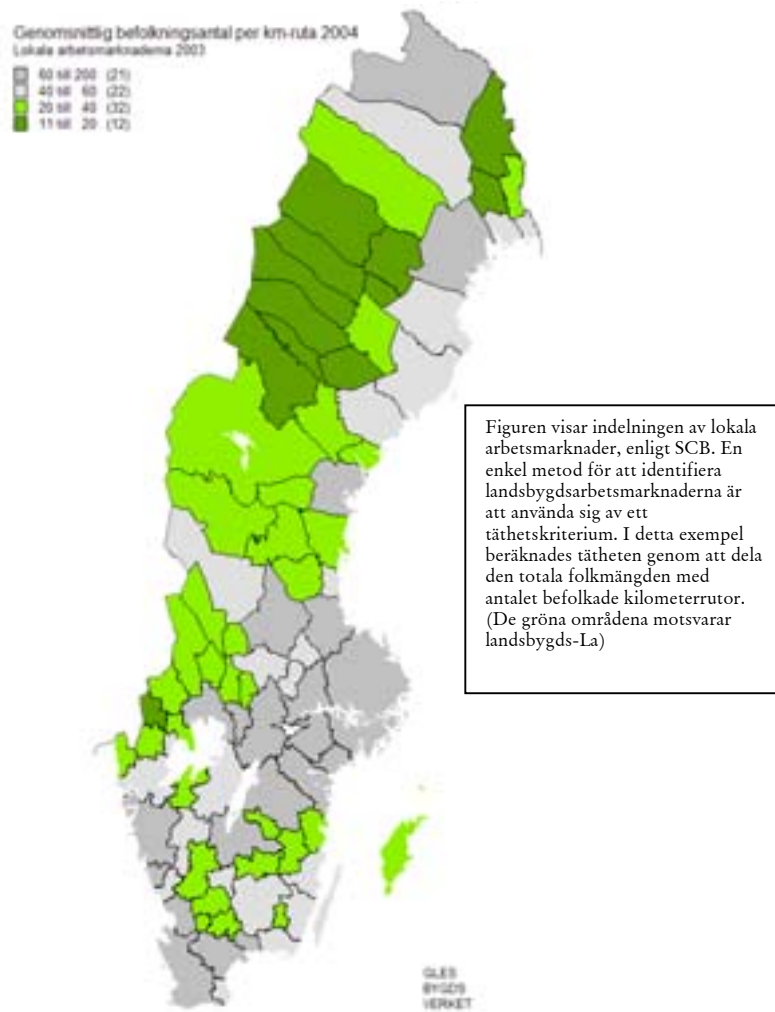 Genomsnittlig befolkningsantal per km-ruta 2004
Lokala arbetsmarknaderna 2003
60 till 200 (21)
40 till 60 (22)
20 till 40 (32)
11 till 20 (12)
Figuren visar indelningen av lokala
arbetsmarknader, enligt SCB. En
enkel metod för att identifiera
landsbygdsarbetsmarknaderna är
att använda sig av ett
täthetskriterium. I detta exempel
beräknades tätheten genom att dela
den totala folkmängden med
antalet befolkade kilometerrutor.
(De gröna områdena motsvarar
landsbygds-La)
GLES
BYGDS
VERKET